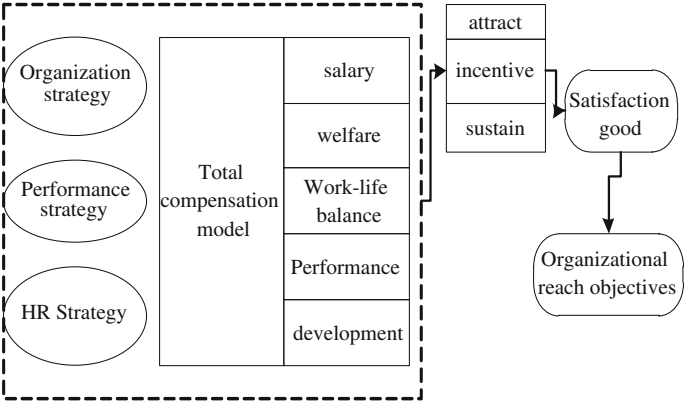 Organization
strategy
Performance
strategy
HR Strategy
Total
compensation
model
salary
welfare
Work-life
balance
Performance
development
attract
incentive
sustain
Satisfaction
good
Organizational
reach objectives